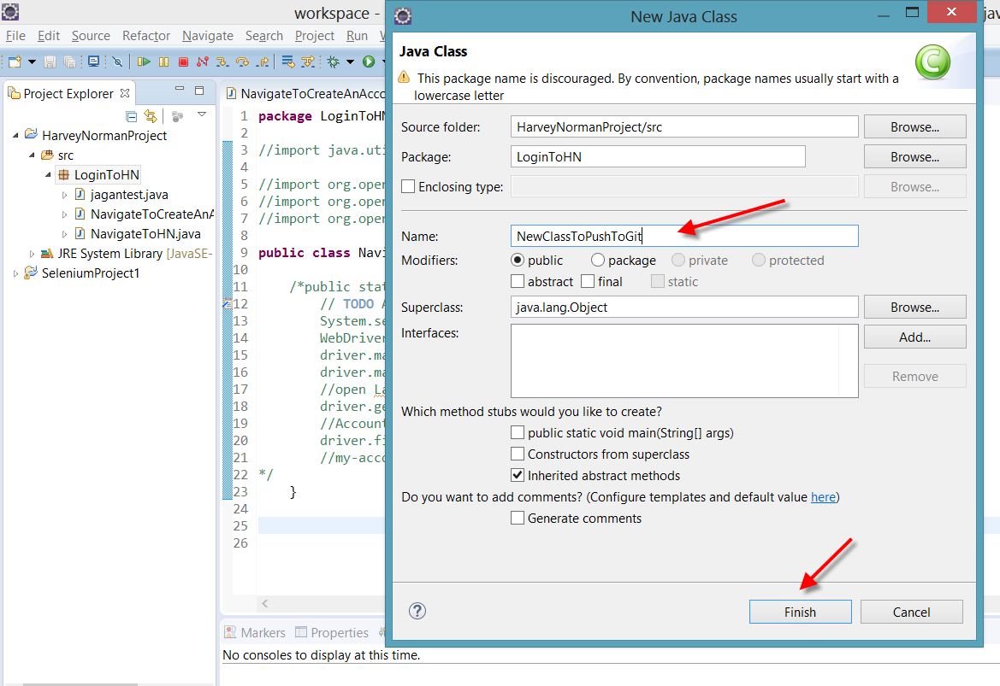 workspace -
New Java Class
File Edit Source Refactor Navigate Search Project Run
Project Explorer
HarveyNormanProject
src
LoginToHN
jagantest.java
NavigateToCreateAnA
NavigateToHN.java
JRE System Library [JavaSE-
SeleniumProject1
NavigateToCreateAnAcco
1 package LoginToHN
2
3 //import java.uti
4
5 //import org.open
6 //import org.open
7 //import org.open
8
9 public class Navi
10
11 /*public stat
12 // TODO A
13 System.se
14 WebDriver
15 driver.ma
16 driver.ma
17 //open La
18 driver.ge
19 //Account
20 driver.fi
21 //my-acco
22 */
23 }
24
25
26
Markers Properties
No consoles to display at this time.
Java Class
This package name is discouraged. By convention, package names usually start with a
lowercase letter
Source folder: HarveyNormanProject/src Browse...
Package: LoginToHN Browse...
Enclosing type: Browse...
Name: NewClassToPushToGit
Modifiers: public package private protected
abstract final static
Superclass: java.lang.Object Browse...
Interfaces: Add...
Remove
Which method stubs would you like to create?
public static void main(String[] args)
Constructors from superclass
Inherited abstract methods
Do you want to add comments? (Configure templates and default value here)
Generate comments
? Finish Cancel